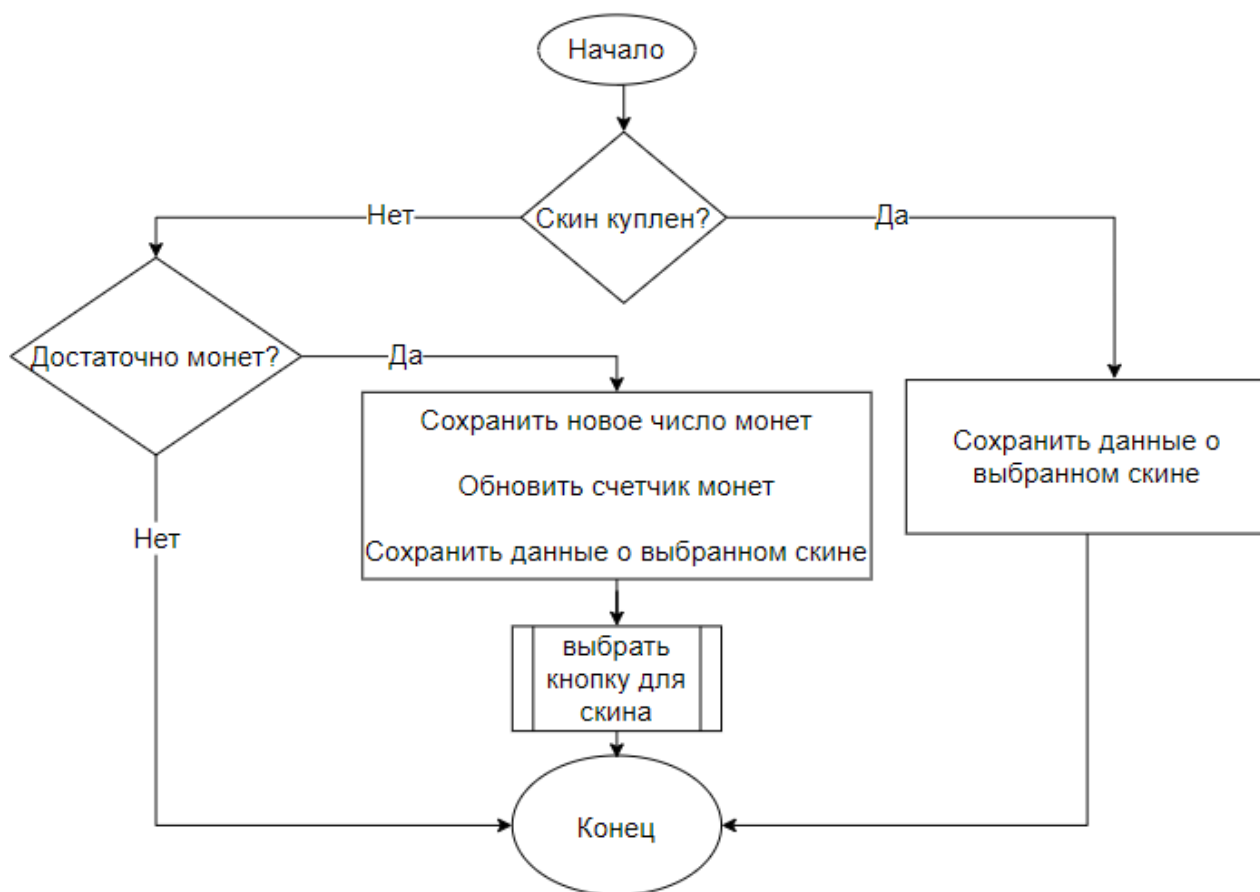 Начало
Скин куплен?
Нет
Да
Достаточно монет?
Да
Нет
Сохранить новое число монет
Обновить счетчик монет
Сохранить данные о выбранном скине
Сохранить данные о
выбранном скине
выбрать
кнопку для
скина
Конец